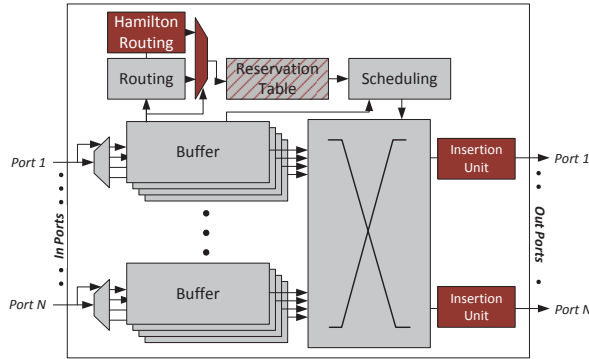 Hamilton
Routing
Routing
Reservation
Table
Scheduling
Buffer
Insertion
Unit
Port 1
Port 1
In Ports
Out Ports
Buffer
Insertion
Unit
Port N
Port N